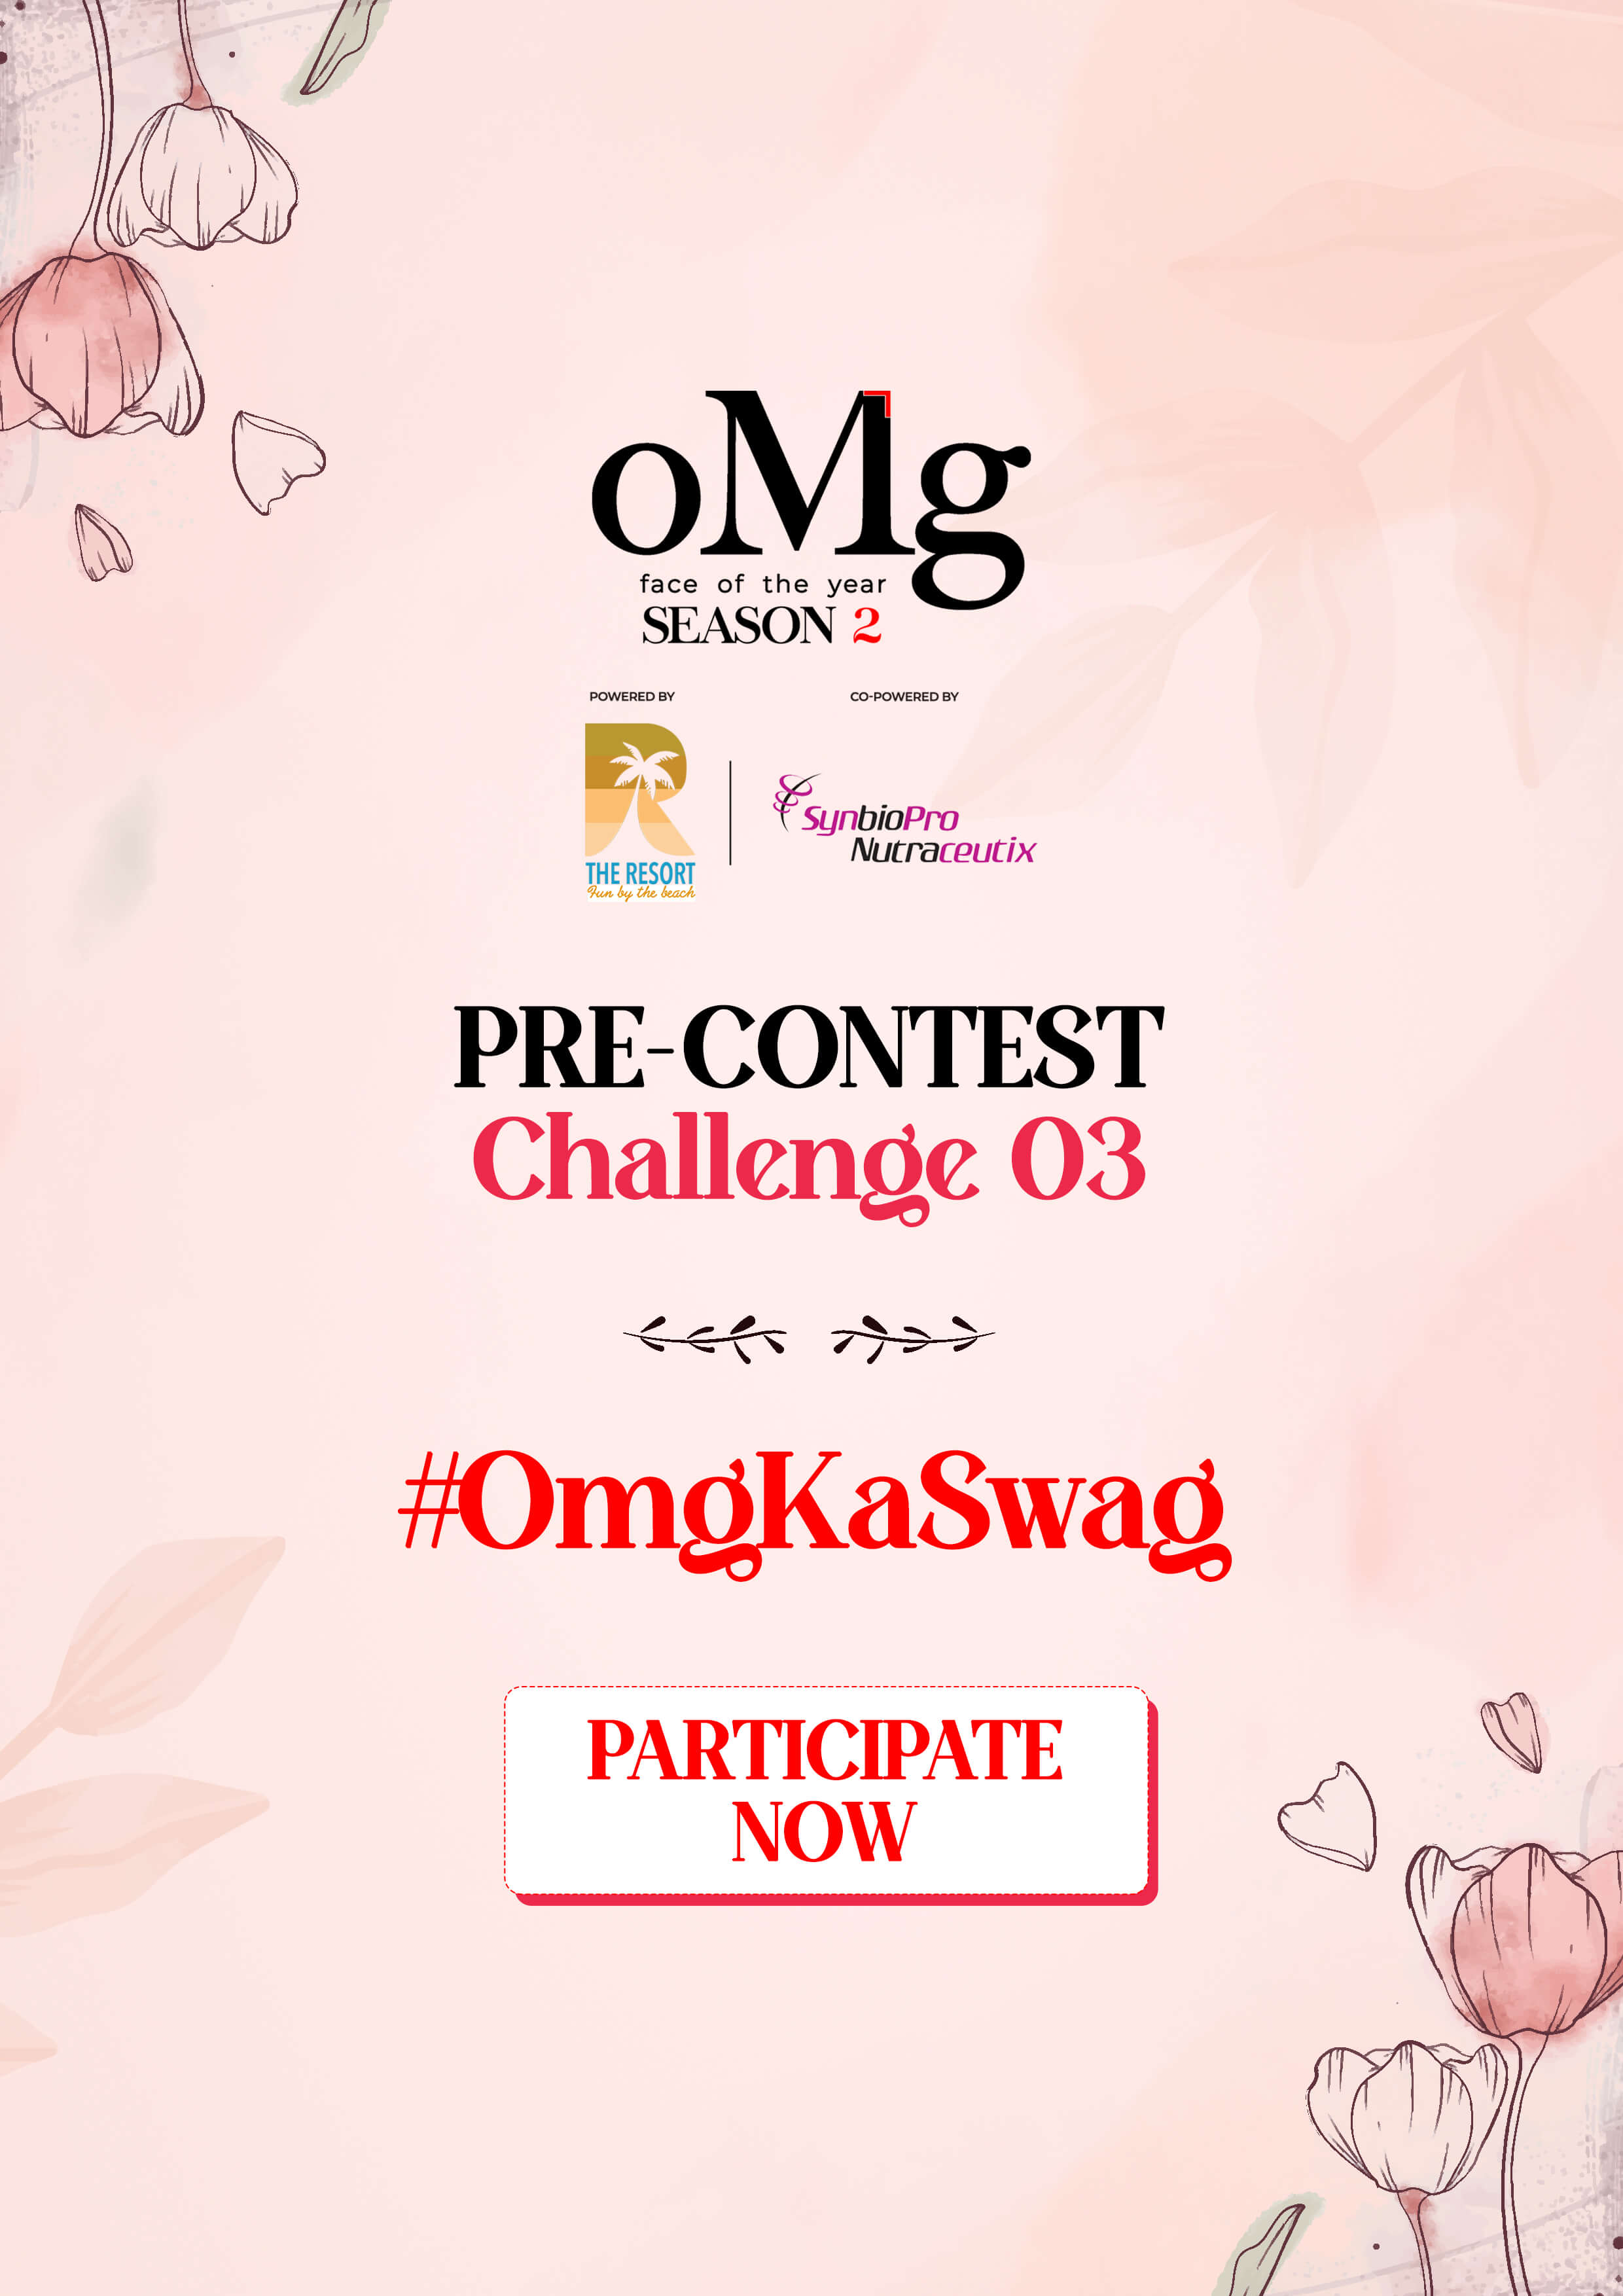 oMg
face of the year
SEASON 2
POWERED BY
CO-POWERED BY
R
THE RESORT
Fun by the beach
SynbioPro
Nutraceutix
PRE-CONTEST
Challenge 03
#OmgKaSwag
PARTICIPATE
NOW